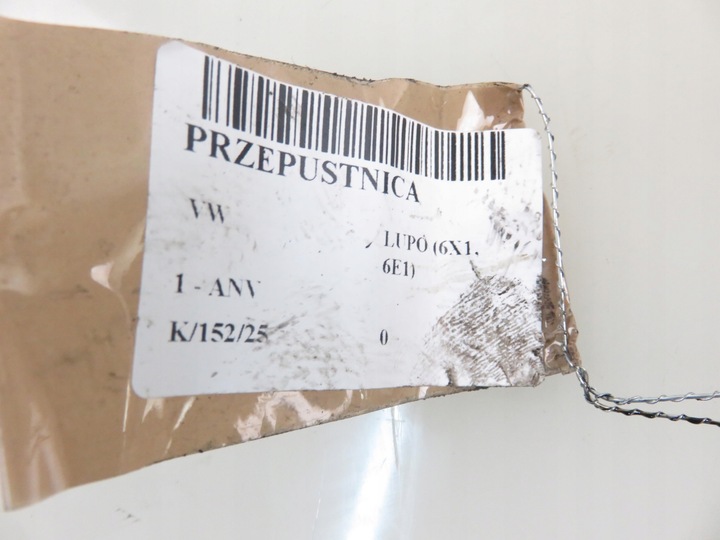 PRZEPUSTNICA
VW
LUPO (6X1,
6E1)
1 - ANV
K/152/25
0